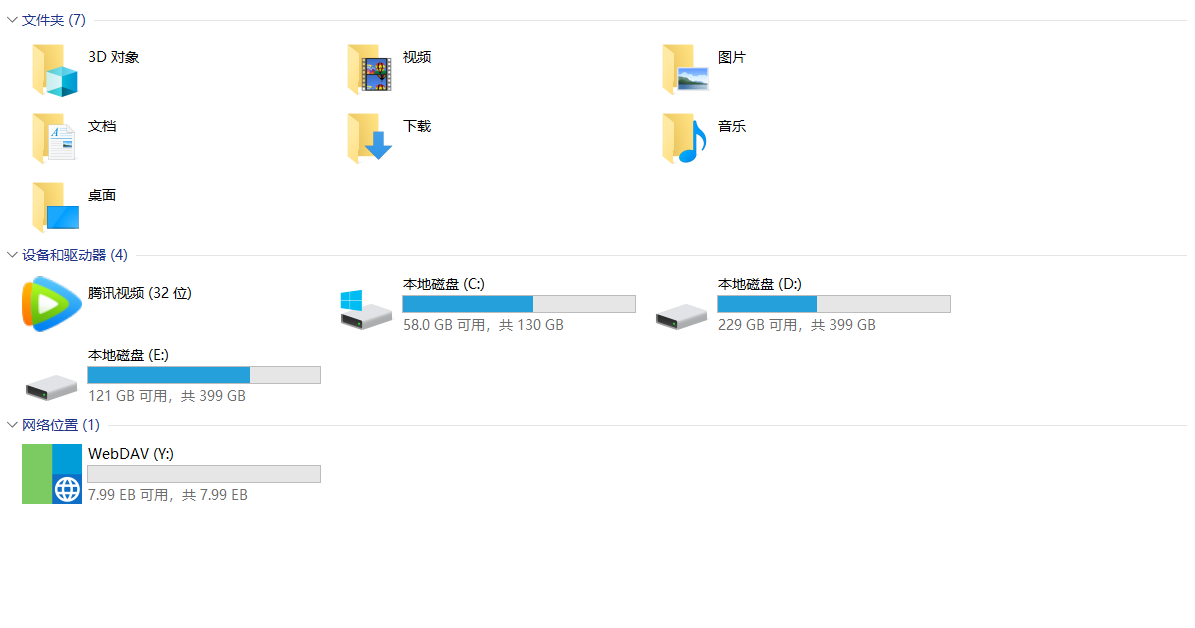 文件夹 (7)
3D 对象
视频
图片
文档
下载
音乐
桌面
设备和驱动器 (4)
腾讯视频 (32 位)
本地磁盘 (C:)
58.0 GB 可用，共 130 GB
本地磁盘 (D:)
229 GB 可用，共 399 GB
本地磁盘 (E:)
121 GB 可用，共 399 GB
网络位置 (1)
WebDAV (Y:)
7.99 EB 可用，共 7.99 EB